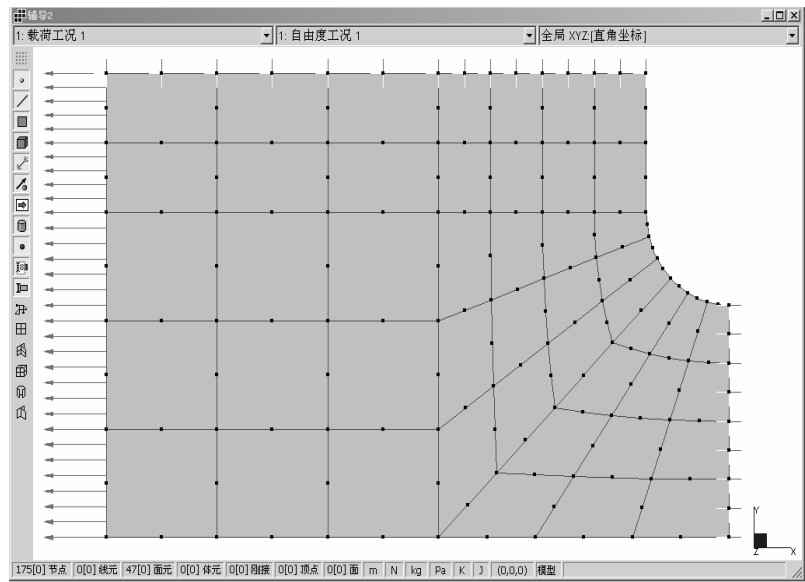 辅导2
1: 载荷工况 1
1: 自由度工况 1
全局 XYZ:[直角坐标]
Y
Z
X
175[0] 节点
0[0] 线元
47[0] 面元
0[0] 体元
0[0] 刚接
0[0] 顶点
0[0] 面
m
N
kg
Pa
K
J
(0,0,0)
模型